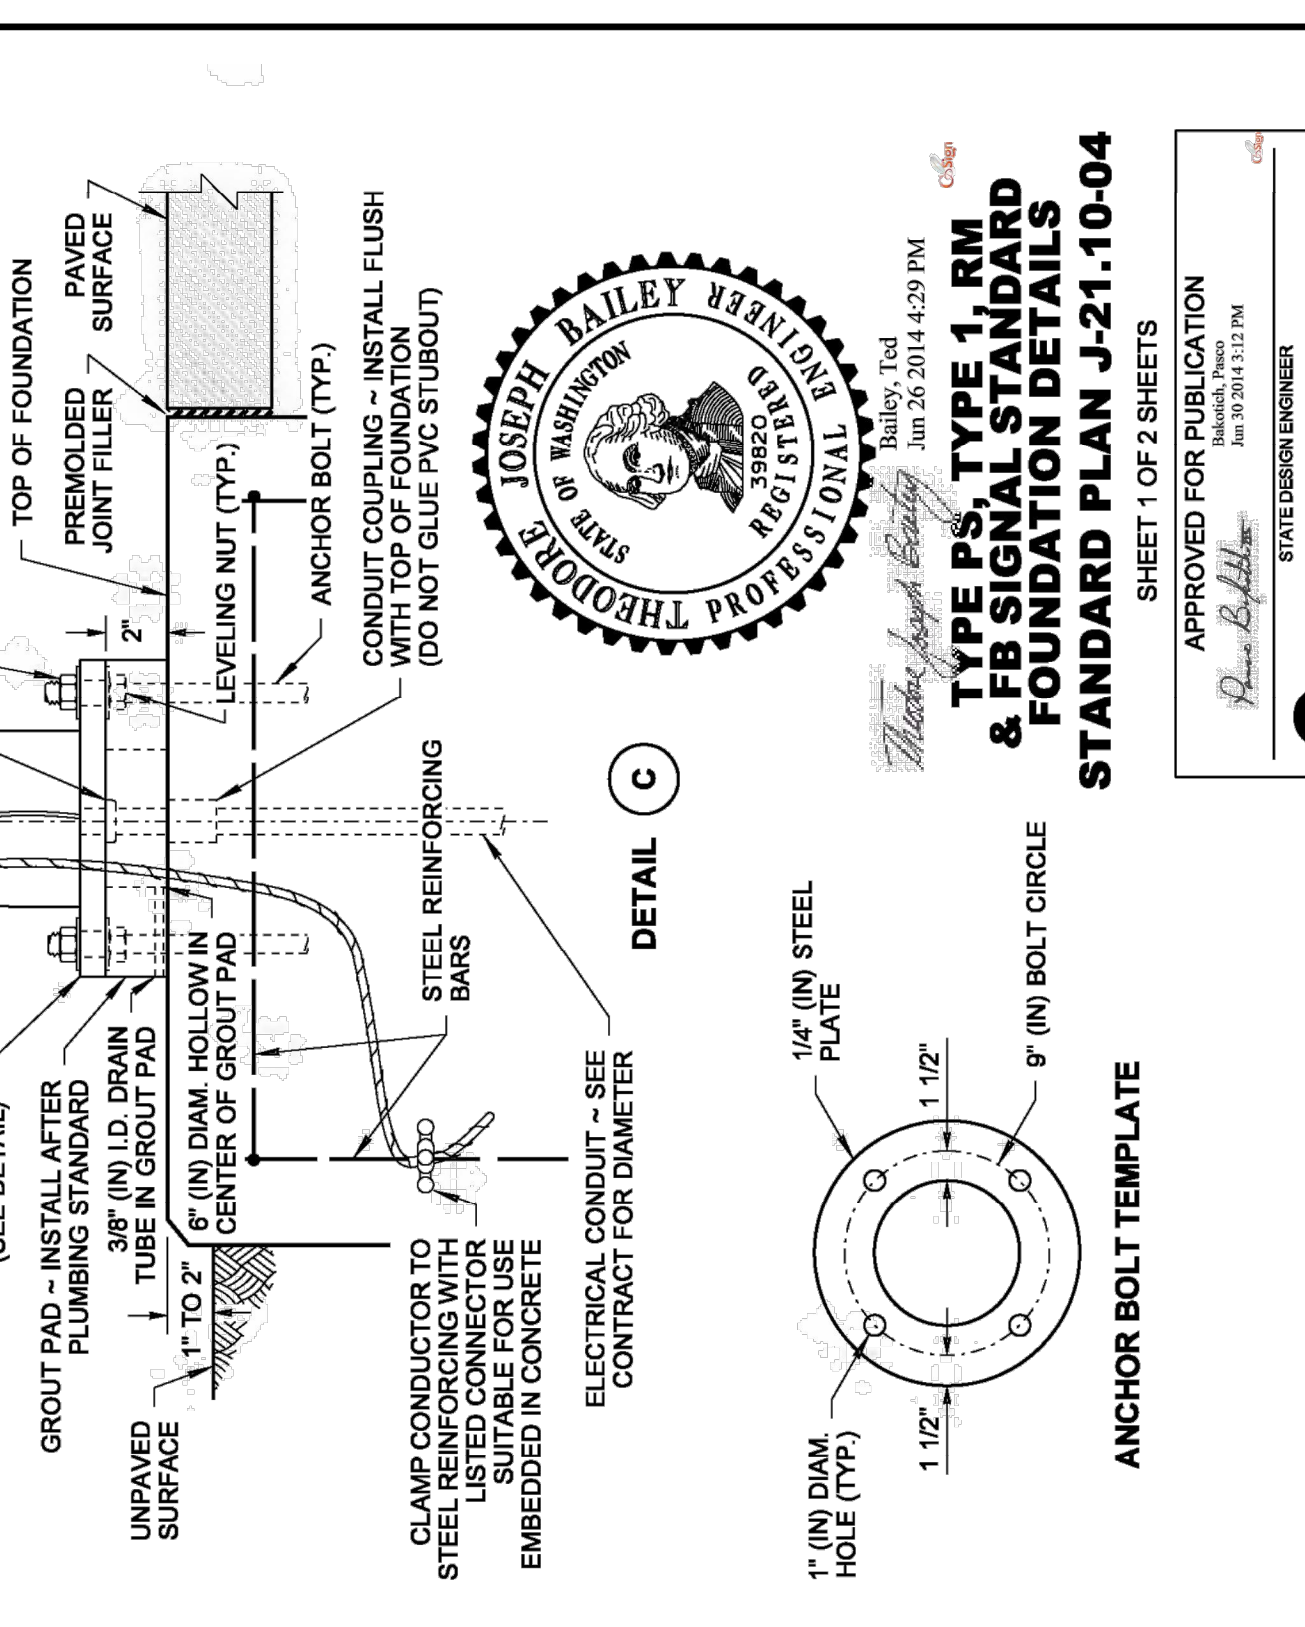 TOP OF FOUNDATION
PREMOLDED
JOINT FILLER
PAVED
SURFACE
2"
LEVELING NUT (TYP.)
ANCHOR BOLT (TYP.)
CONDUIT COUPLING ~ INSTALL FLUSH
WITH TOP OF FOUNDATION
(DO NOT GLUE PVC STUBOUT)
GROUT PAD ~ INSTALL AFTER
PLUMBING STANDARD
3/8" (IN) I.D. DRAIN
TUBE IN GROUT PAD
6" (IN) DIAM. HOLLOW IN
CENTER OF GROUT PAD
1" TO 2"
UNPAVED
SURFACE
STEEL REINFORCING
BARS
CLAMP CONDUCTOR TO
STEEL REINFORCING WITH
LISTED CONNECTOR
SUITABLE FOR USE
EMBEDDED IN CONCRETE
ELECTRICAL CONDUIT ~ SEE
CONTRACT FOR DIAMETER
DETAIL C
1/4" (IN) STEEL
PLATE
1" (IN) DIAM.
HOLE (TYP.)
1 1/2"
1 1/2"
9" (IN) BOLT CIRCLE
ANCHOR BOLT TEMPLATE
THEODORE JOSEPH BAILEY
STATE OF WASHINGTON
39820
REGISTERED
PROFESSIONAL ENGINEER
Theodore Joseph Bailey
Bailey, Ted
Jun 26 2014 4:29 PM
CoSign
TYPE PS, TYPE 1, RM
& FB SIGNAL STANDARD
FOUNDATION DETAILS
STANDARD PLAN J-21.10-04
SHEET 1 OF 2 SHEETS
APPROVED FOR PUBLICATION
Bakotich, Pasco
Jun 30 2014 3:12 PM
CoSign
STATE DESIGN ENGINEER